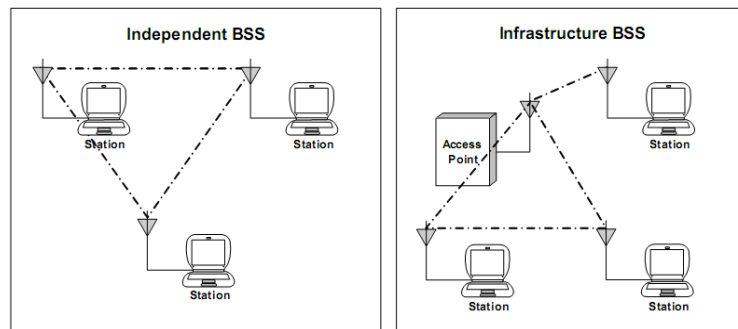 Independent BSS
Station
Station
Station
Infrastructure BSS
Access
Point
Station
Station
Station